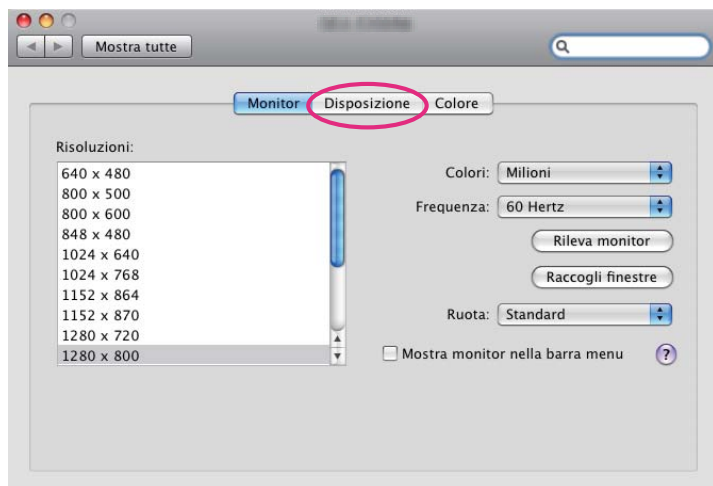 Mostra tutte
Monitor Disposizione Colore
Risoluzioni:
640 x 480
800 x 500
800 x 600
848 x 480
1024 x 640
1024 x 768
1152 x 864
1152 x 870
1280 x 720
1280 x 800
Colori: Milioni
Frequenza: 60 Hertz
Rileva monitor
Raccogli finestre
Ruota: Standard
Mostra monitor nella barra menu ?